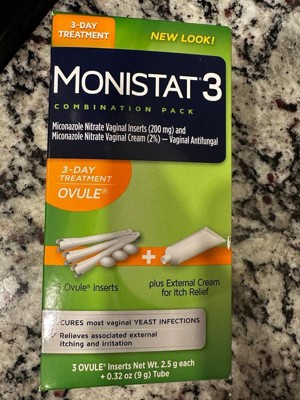 3-DAY
TREATMENT
NEW LOOK!
MONISTAT® 3
COMBINATION PACK
Miconazole Nitrate Vaginal Inserts (200 mg) and
Miconazole Nitrate Vaginal Cream (2%) — Vaginal Antifungal
3-DAY
TREATMENT
OVULE®
+
Ovule® Inserts
plus External Cream
for Itch Relief
CURES most vaginal YEAST INFECTIONS
Relieves associated external
itching and irritation
3 OVULE® Inserts Net Wt. 2.5 g each
+ 0.32 oz (9 g) Tube